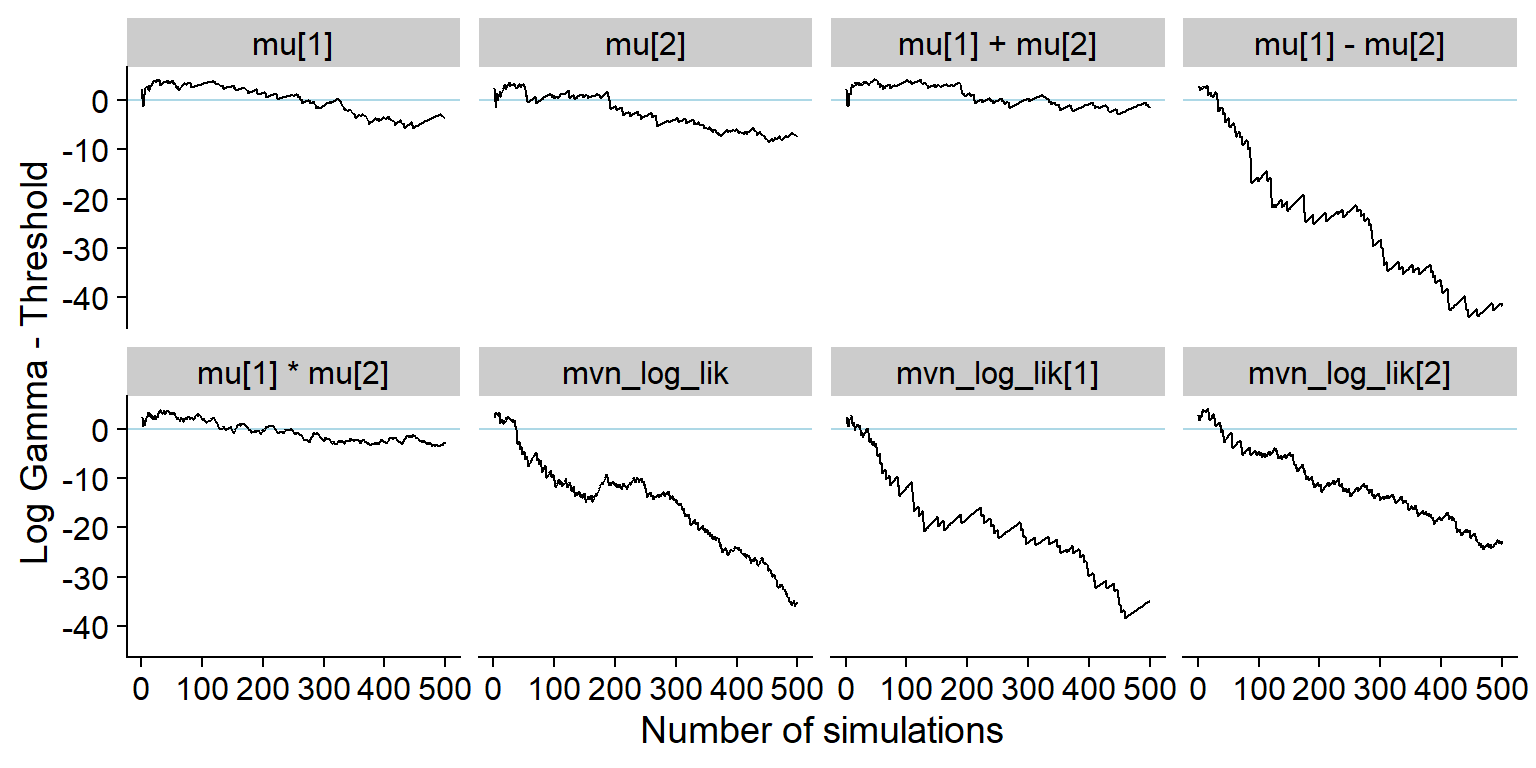 mu[1] mu[2] mu[1] + mu[2] mu[1] - mu[2]
0
-10
-20
-30
-40
mu[1] * mu[2] mvn_log_lik mvn_log_lik[1] mvn_log_lik[2]
0
-10
-20
-30
-40
0 100 200 300 400 500 0 100 200 300 400 500 0 100 200 300 400 500 0 100 200 300 400 500
Number of simulations
Log Gamma - Threshold